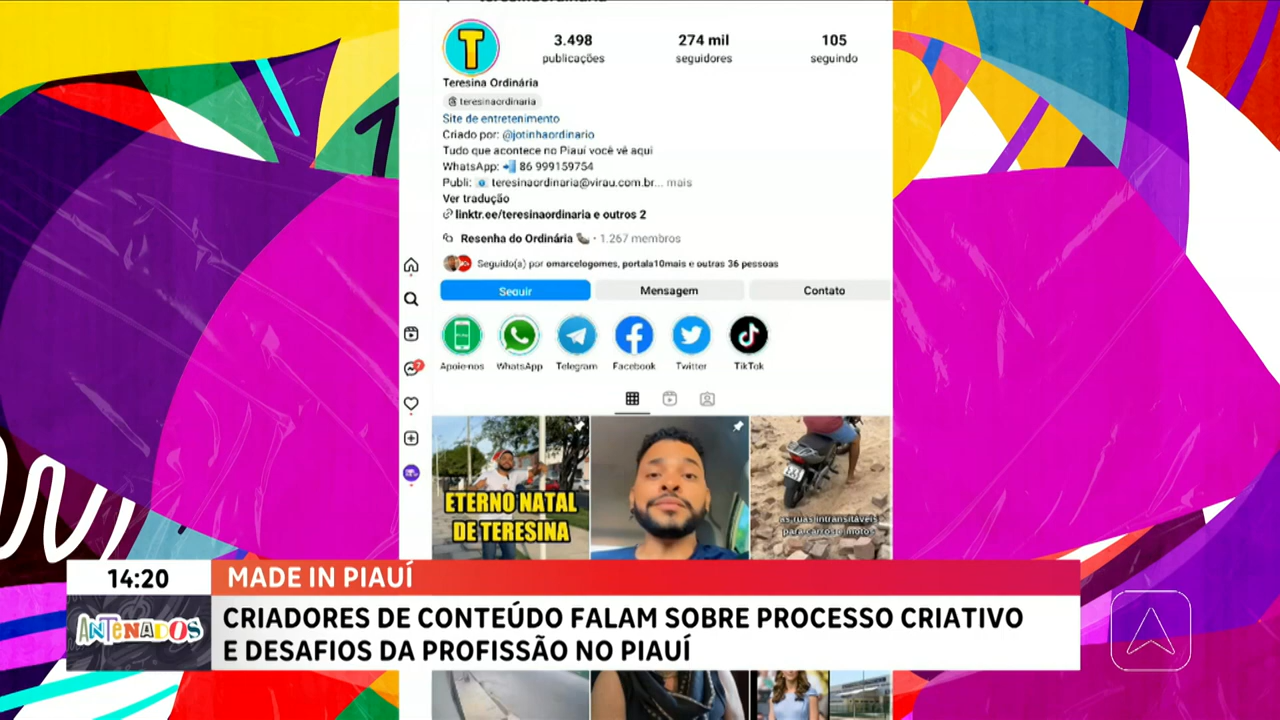 3.498
publicações
274 mil
seguidores
105
seguindo
T
Teresina Ordinária
teresinaordinaria
Site de entretenimento
Criado por: @jotinhaordinario
Tudo que acontece no Piauí você vê aqui
WhatsApp: 86 999159754
Publi: teresinaordinaria@virau.com.br... mais
Ver tradução
linktr.ee/teresinaordinaria e outros 2
Resenha do Ordinária · 1.267 membros
Seguido(a) por omarcelogomes, portala10mais e outras 36 pessoas
Seguir
Mensagem
Contato
Apoie-nos
WhatsApp
Telegram
Facebook
Twitter
TikTok
ETERNO NATAL
DE TERESINA
as ruas intransitáveis
para carros e motos
14:20
MADE IN PIAUÍ
ANTENADOS
CRIADORES DE CONTEÚDO FALAM SOBRE PROCESSO CRIATIVO
E DESAFIOS DA PROFISSÃO NO PIAUÍ